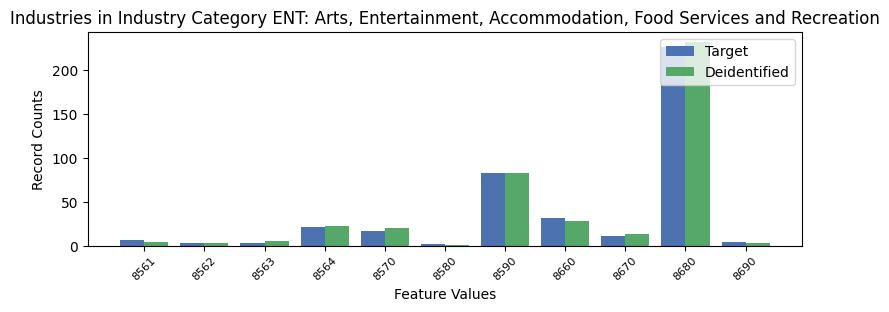 Industries in Industry Category ENT: Arts, Entertainment, Accommodation, Food Services and Recreation
Target
Deidentified
Record Counts
200
150
100
50
0
8561 8562 8563 8564 8570 8580 8590 8660 8670 8680 8690
Feature Values